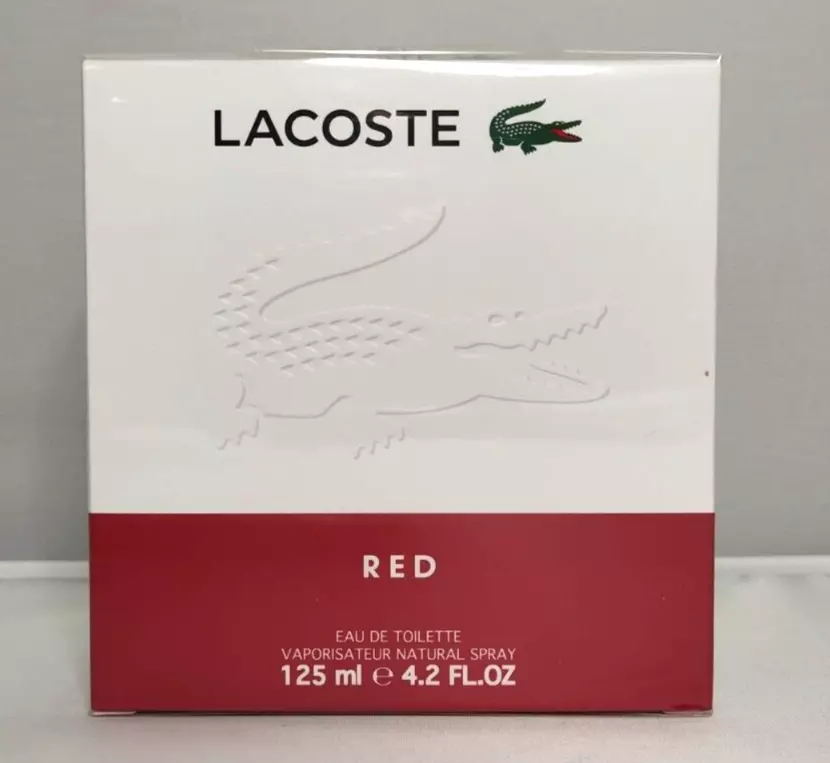 LACOSTE
RED
EAU DE TOILETTE
VAPORISATEUR NATURAL SPRAY
125 ml ℮ 4.2 FL.OZ